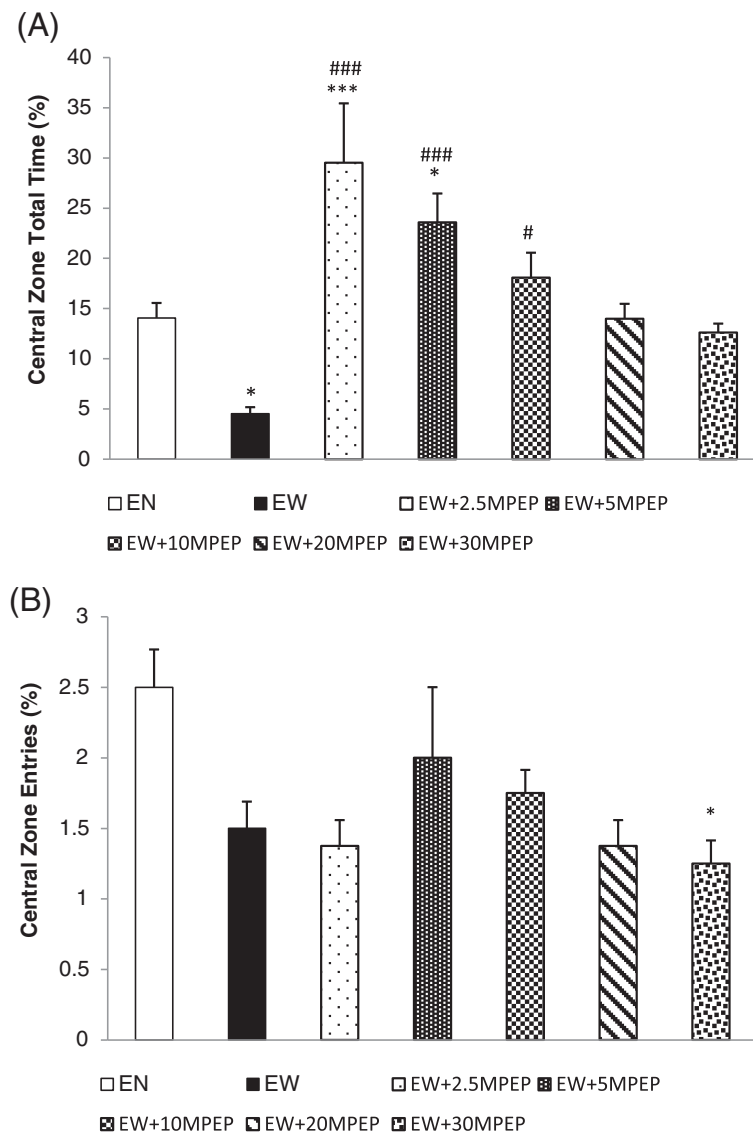 (A)
Central Zone Total Time (%)
40
35
30
25
20
15
10
5
0
###
***
###
*
#
*
EN EW EW+2.5MPEP EW+5MPEP
EW+10MPEP EW+20MPEP EW+30MPEP
(B)
Central Zone Entries (%)
3
2.5
2
1.5
1
0.5
0
*
EN EW EW+2.5MPEP EW+5MPEP
EW+10MPEP EW+20MPEP EW+30MPEP